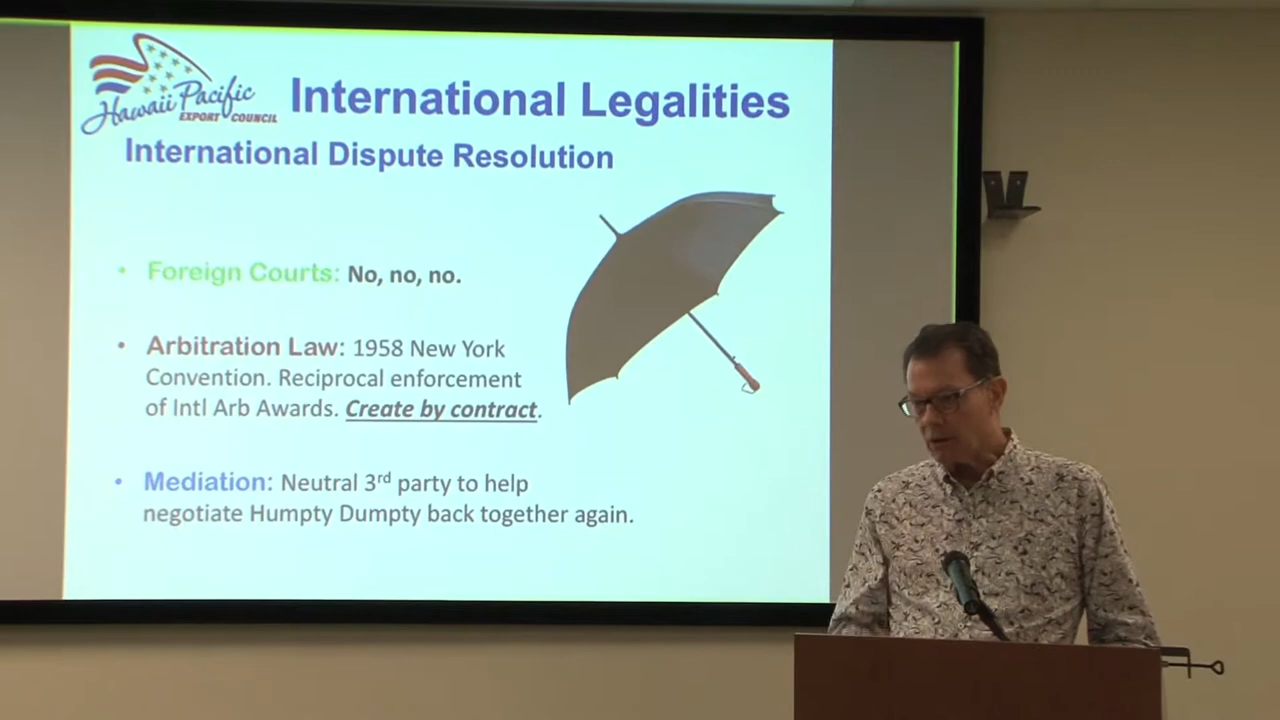 Hawaii Pacific
EXPORT COUNCIL
International Legalities
International Dispute Resolution
• Foreign Courts: No, no, no.
• Arbitration Law: 1958 New York
Convention. Reciprocal enforcement
of Intl Arb Awards. Create by contract.
• Mediation: Neutral 3rd party to help
negotiate Humpty Dumpty back together again.